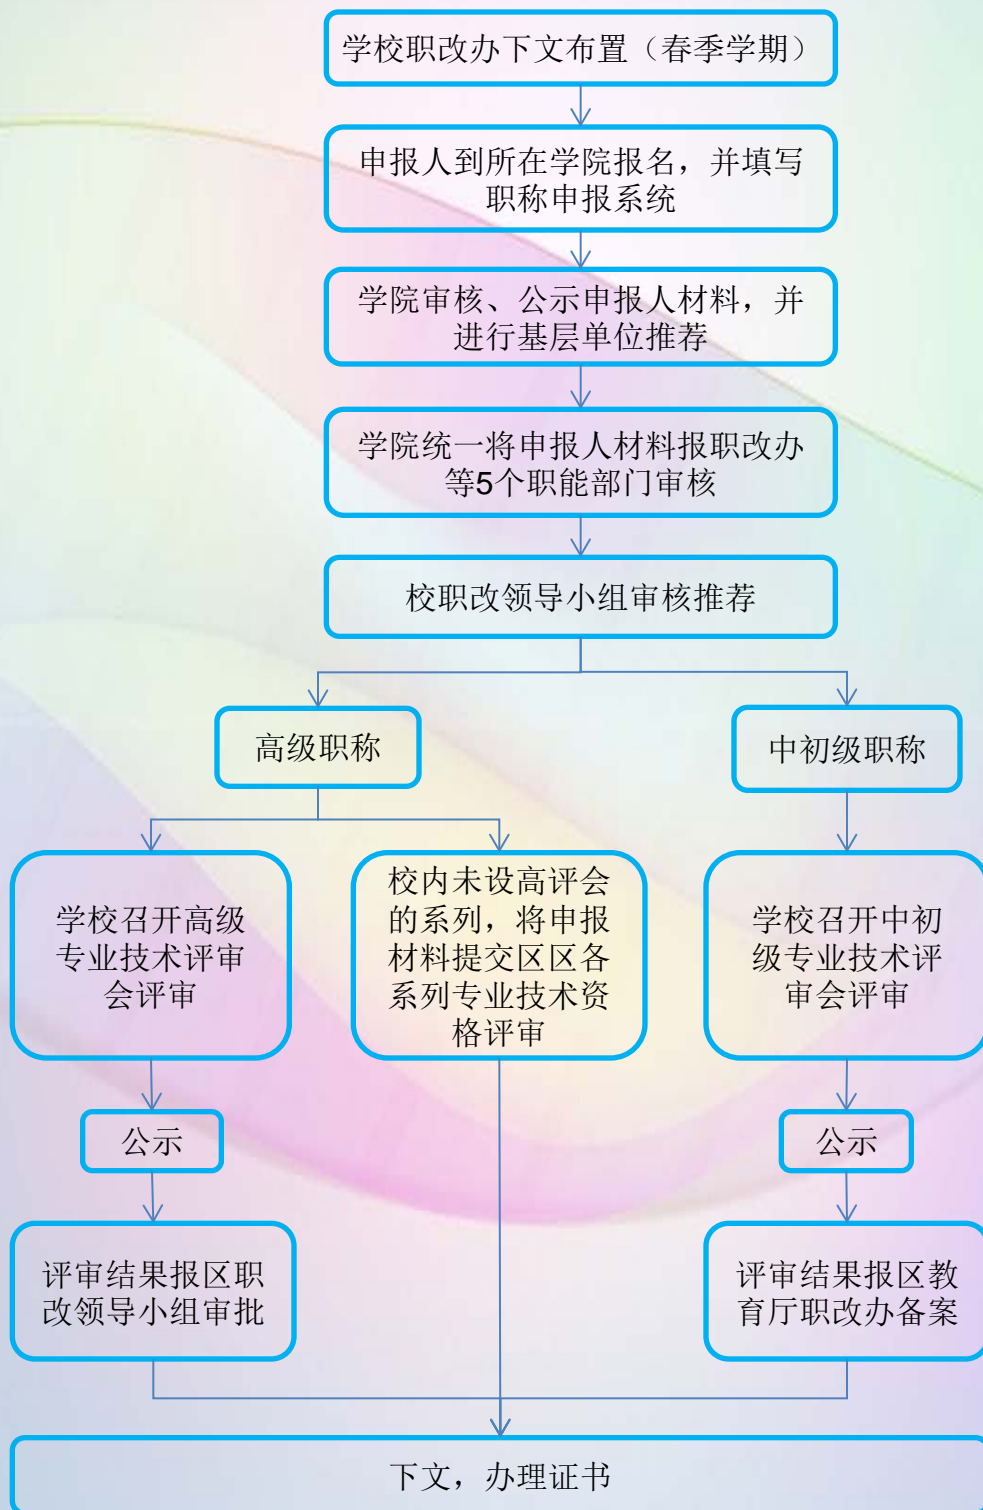 学校职改办下文布置（春季学期）
申报人到所在学院报名，并填写
职称申报系统
学院审核、公示申报人材料，并
进行基层单位推荐
学院统一将申报人材料报职改办
等5个职能部门审核
校职改领导小组审核推荐
高级职称
中初级职称
学校召开高级
专业技术评审
会评审
校内未设高评会
的系列，将申报
材料提交区区各
系列专业技术资
格评审
学校召开中初
级专业技术评
审会评审
公示
公示
评审结果报区职
改领导小组审批
评审结果报区教
育厅职改办备案
下文，办理证书